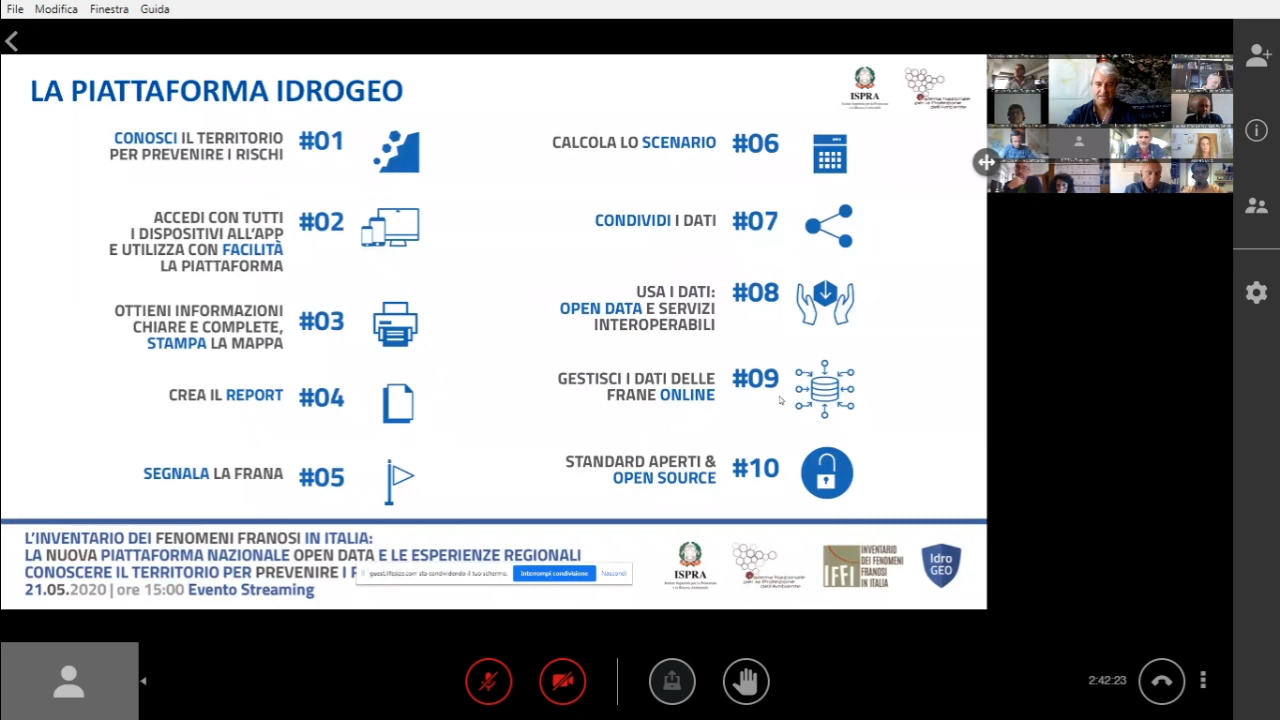 File Modifica Finestra Guida
LA PIATTAFORMA IDROGEO
ISPRA
CONOSCI IL TERRITORIO
PER PREVENIRE I RISCHI
#01
ACCEDI CON TUTTI
I DISPOSITIVI ALL'APP
E UTILIZZA CON FACILITÀ
LA PIATTAFORMA
#02
OTTIENI INFORMAZIONI
CHIARE E COMPLETE,
STAMPA LA MAPPA
#03
CREA IL REPORT
#04
SEGNALA LA FRANA
#05
CALCOLA LO SCENARIO
#06
CONDIVIDI I DATI
#07
USA I DATI:
OPEN DATA E SERVIZI
INTEROPERABILI
#08
GESTISCI I DATI DELLE
FRANE ONLINE
#09
STANDARD APERTI &
OPEN SOURCE
#10
L'INVENTARIO DEI FENOMENI FRANOSI IN ITALIA:
LA NUOVA PIATTAFORMA NAZIONALE OPEN DATA E LE ESPERIENZE REGIONALI
CONOSCERE IL TERRITORIO PER PREVENIRE I
21.05.2020 | ore 15:00 Evento Streaming
sta condividendo il tuo schermo.
Interrompi condivisione
Nascondi
ISPRA
IFFI
INVENTARIO
DEI FENOMENI
FRANOSI
IN ITALIA
Idro
GEO
2:42:23